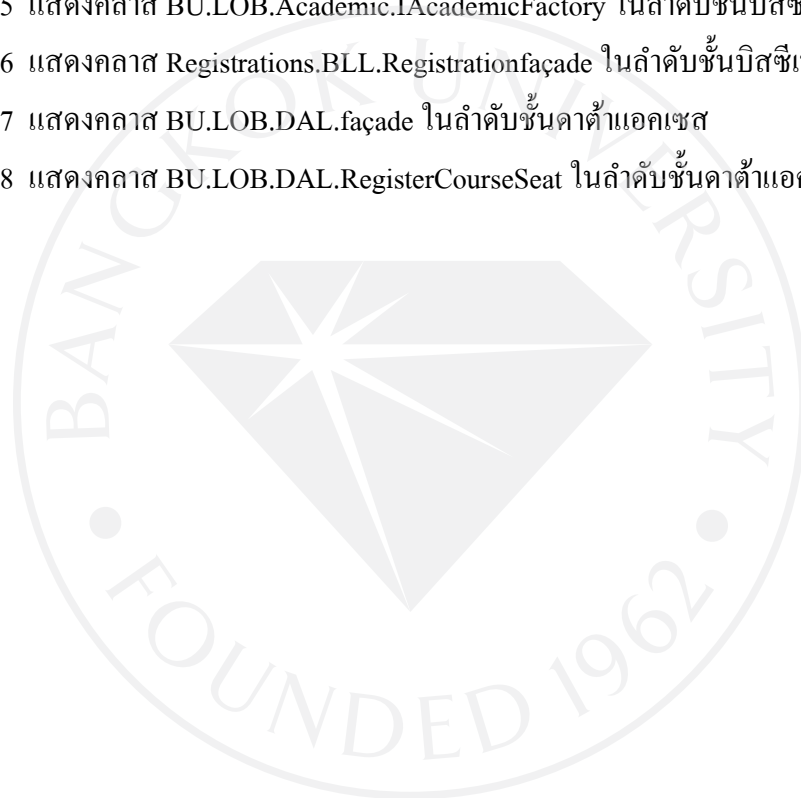 5 แสดงคลาส BU.LOB.Academic.IAcademicFactory ในลำดับชั้นบิสซี
6 แสดงคลาส Registrations.BLL.Registrationfaçade ในลำดับชั้นบิสซี
7 แสดงคลาส BU.LOB.DAL.façade ในลำดับชั้นดาต้าแอคเซส
8 แสดงคลาส BU.LOB.DAL.RegisterCourseSeat ในลำดับชั้นดาต้าแอค
BANGKOK UNIVERSITY
FOUNDED 1962